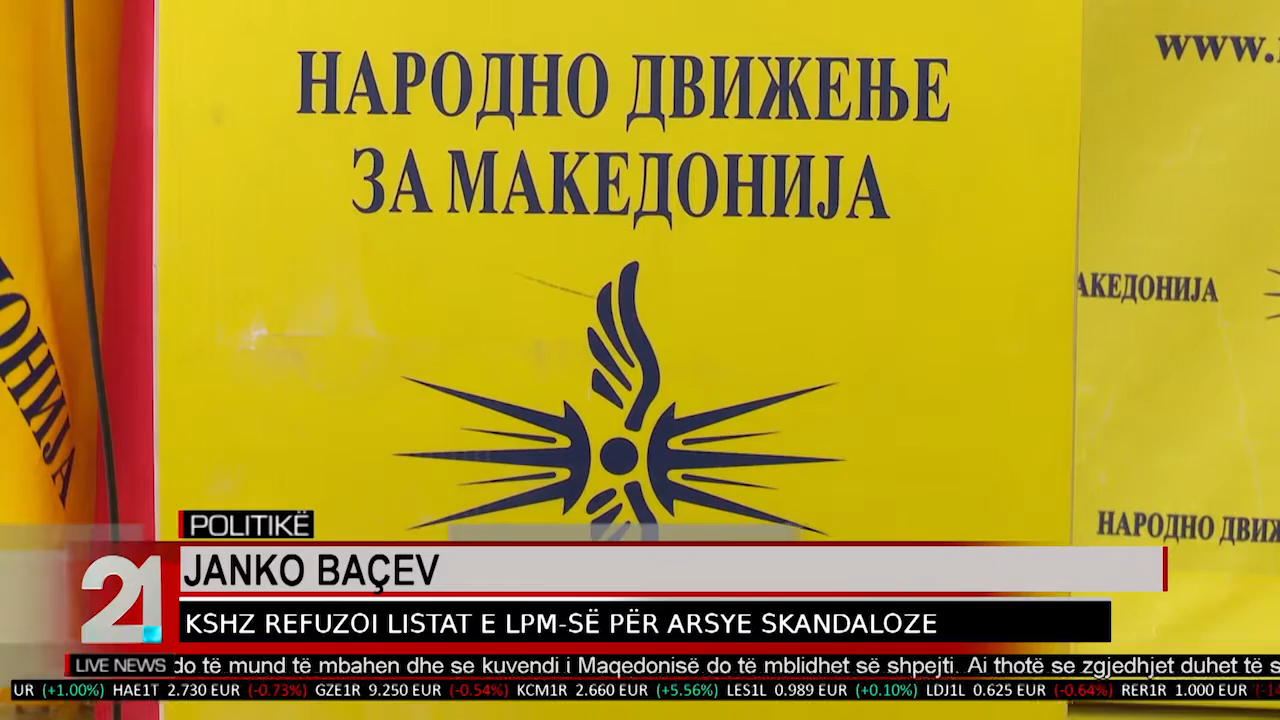 НАРОДНО ДВИЖЕЊЕ
ЗА МАКЕДОНИЈА
www.
АКЕДОНИЈА
НАРОДНО ДВИЖ
ОНИЈА
POLITIKË
21
JANKO BAÇEV
KSHZ REFUZOI LISTAT E LPM-SË PËR ARSYE SKANDALOZE
LIVE NEWS do të mund të mbahen dhe se kuvendi i Maqedonisë do të mblidhet së shpejti. Ai thotë se zgjedhjet duhet të s
UR (+1.00%) HAE1T 2.730 EUR (-0.73%) GZE1R 9.250 EUR (-0.54%) KCM1R 2.660 EUR (+5.56%) LES1L 0.989 EUR (+0.10%) LDJ1L 0.625 EUR (-0.64%) RER1R 1.000 EUR